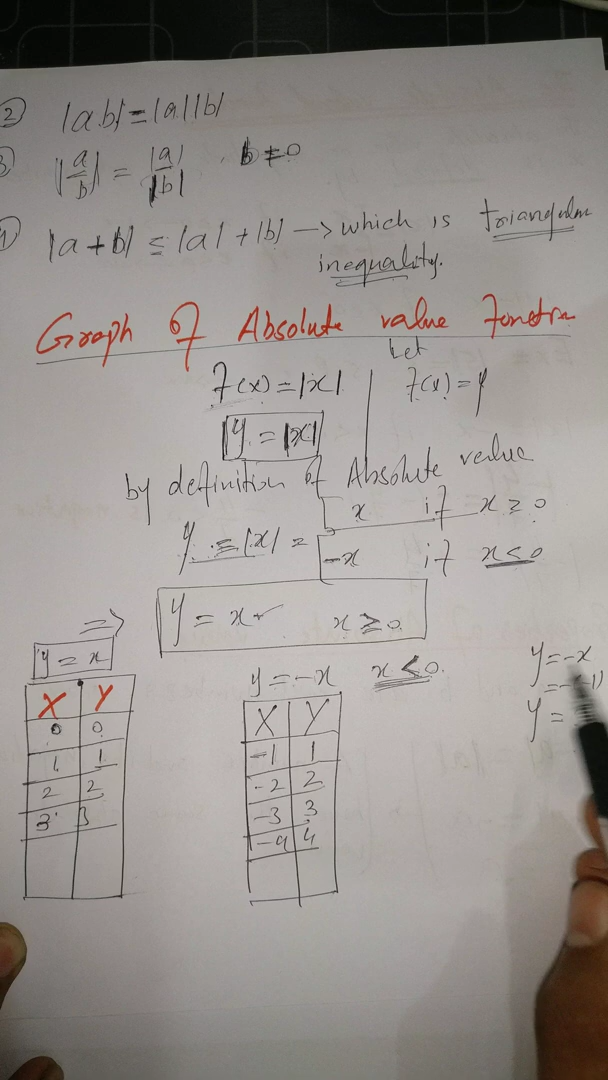 2) |ab| = |a||b|
3) |a/b| = |a|/|b| , b ≠ 0
|a + b| ≤ |a| + |b| → which is triangular
inequality.
Graph of Absolute value
Let
f(x) = |x| f(x) = y
y = |x|
by definition of Absolute value
x if x ≥ 0
y = |x| =
-x if x < 0
⇒ y = x ✓ x ≥ 0
y = x
y = -x x < 0
y = -x
X Y
X Y
y =
0 0
-1 1
1 1
-2 2
2 2
-3 3
3 3
-4 4